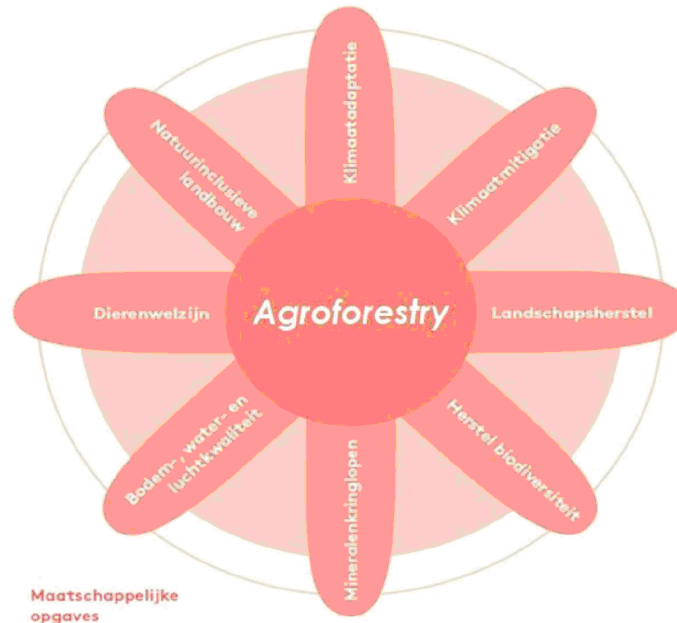 Klimaatadaptatie
Klimaatmitigatie
Natuurinclusieve
landbouw
Dierenwelzijn
Agroforestry
Landschapsherstel
Bodem-, water- en
luchtkwaliteit
Mineralenkringlopen
Herstel biodiversiteit
Maatschappelijke
opgaves